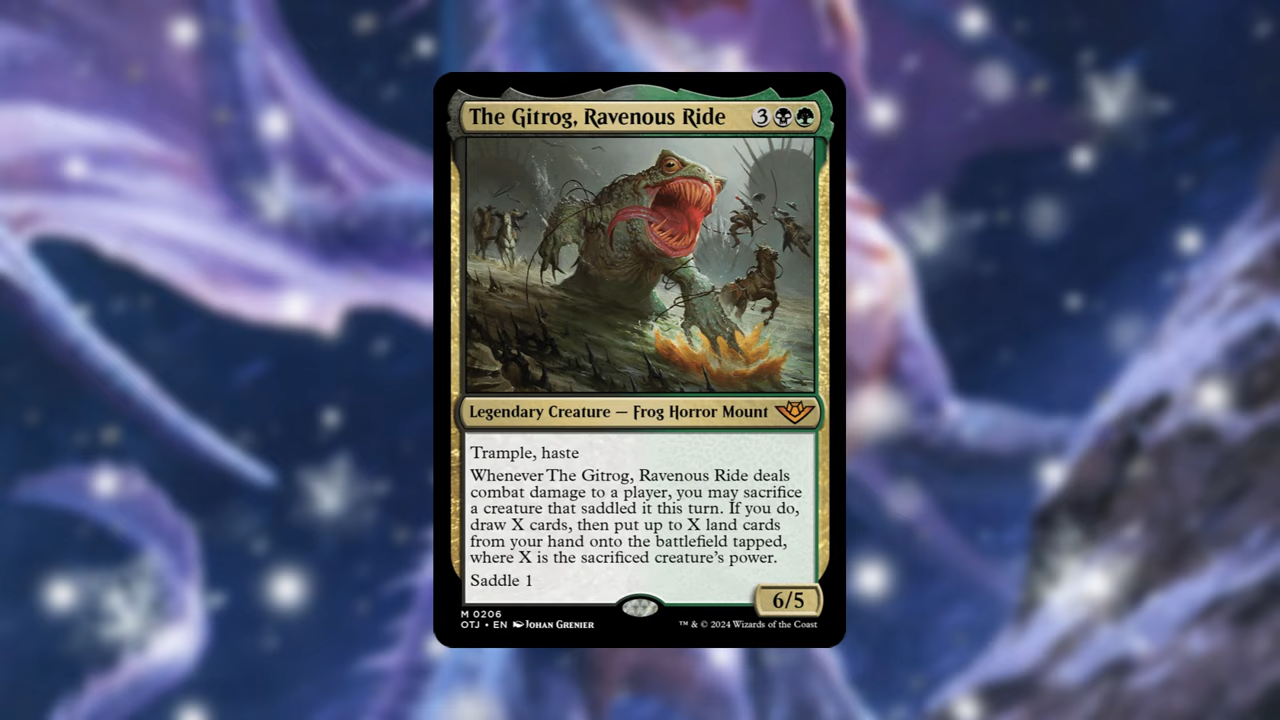 The Gitrog, Ravenous Ride 3
Legendary Creature — Frog Horror Mount
Trample, haste
Whenever The Gitrog, Ravenous Ride deals
combat damage to a player, you may sacrifice
a creature that saddled it this turn. If you do,
draw X cards, then put up to X land cards
from your hand onto the battlefield tapped,
where X is the sacrificed creature's power.
Saddle 1
6/5
M 0206
OTJ • EN Johan Grenier
™ & © 2024 Wizards of the Coast